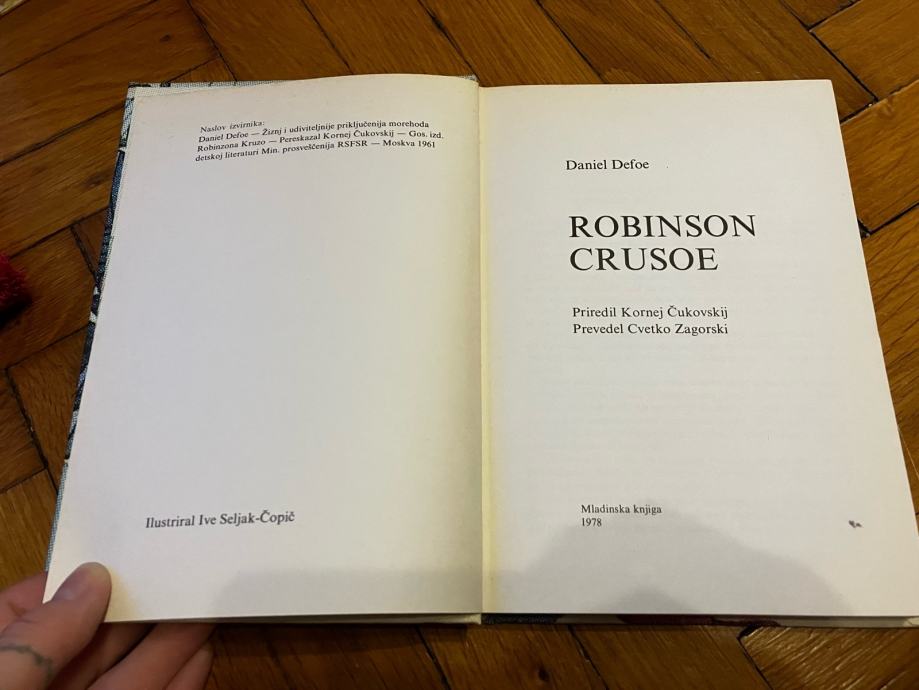 Naslov izvirnika:
Daniel Defoe — Žiznj i udiviteljnije priključenija morehoda
Robinzona Kruzo — Pereskazal Kornej Čukovskij — Gos. izd.
detskoj literaturi Min. prosveščenija RSFSR — Moskva 1961
Ilustriral Ive Seljak-Čopič
Daniel Defoe
ROBINSON
CRUSOE
Priredil Kornej Čukovskij
Prevedel Cvetko Zagorski
Mladinska knjiga
1978